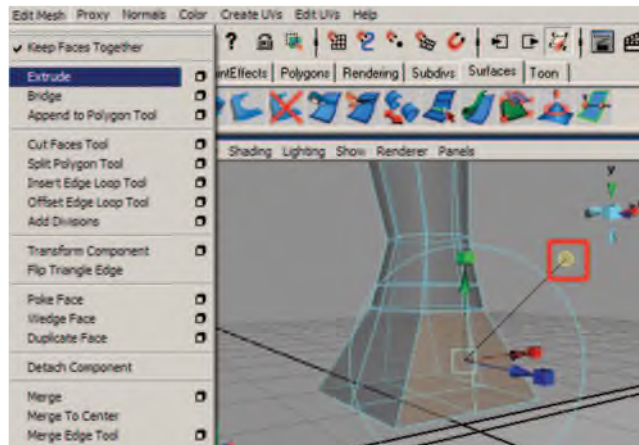 Edit Mesh Proxy Normals Color Create UVs Edit UVs Help
Keep Faces Together
Extrude
Bridge
Append to Polygon Tool
Cut Faces Tool
Split Polygon Tool
Insert Edge Loop Tool
Offset Edge Loop Tool
Add Divisions
Transform Component
Flip Triangle Edge
Poke Face
Wedge Face
Duplicate Face
Detach Component
Merge
Merge To Center
Merge Edge Tool
intEffects Polygons Rendering Subdivs Surfaces Toon
Shading Lighting Show Renderer Panels
y